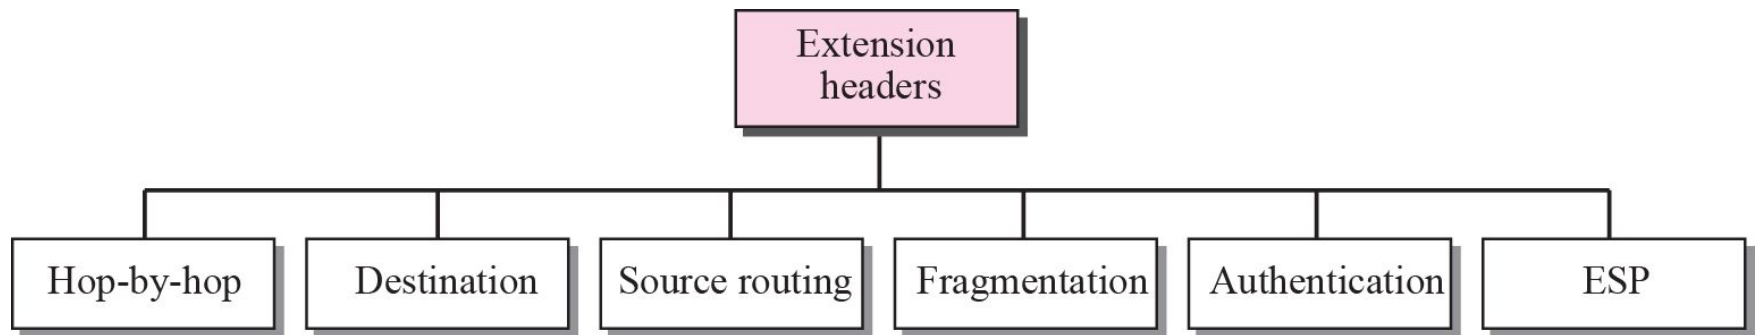 Extension
headers
Hop-by-hop
Destination
Source routing
Fragmentation
Authentication
ESP